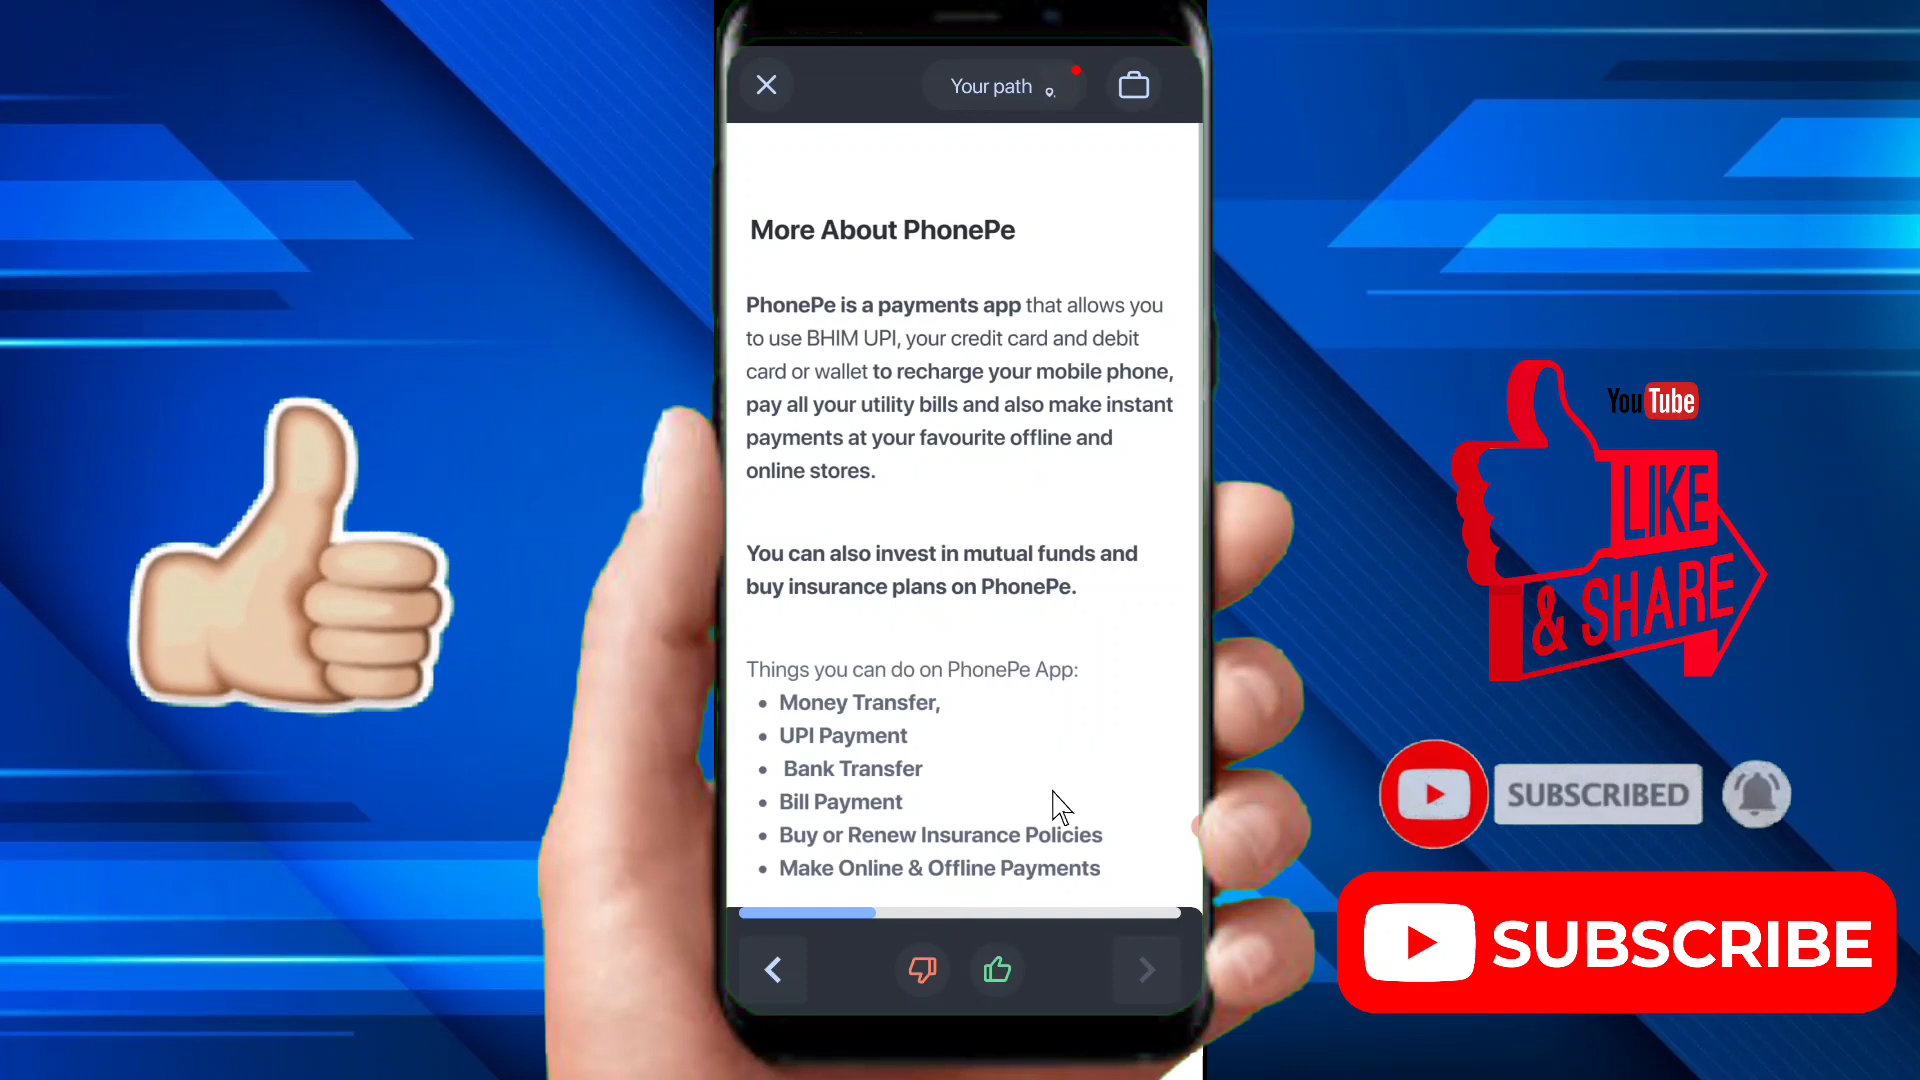 Your path
More About PhonePe
PhonePe is a payments app that allows you
to use BHIM UPI, your credit card and debit
card or wallet to recharge your mobile phone,
pay all your utility bills and also make instant
payments at your favourite offline and
online stores.
You can also invest in mutual funds and
buy insurance plans on PhonePe.
Things you can do on PhonePe App:
• Money Transfer,
• UPI Payment
• Bank Transfer
• Bill Payment
• Buy or Renew Insurance Policies
• Make Online & Offline Payments
YouTube
LIKE
& SHARE
SUBSCRIBED
SUBSCRIBE